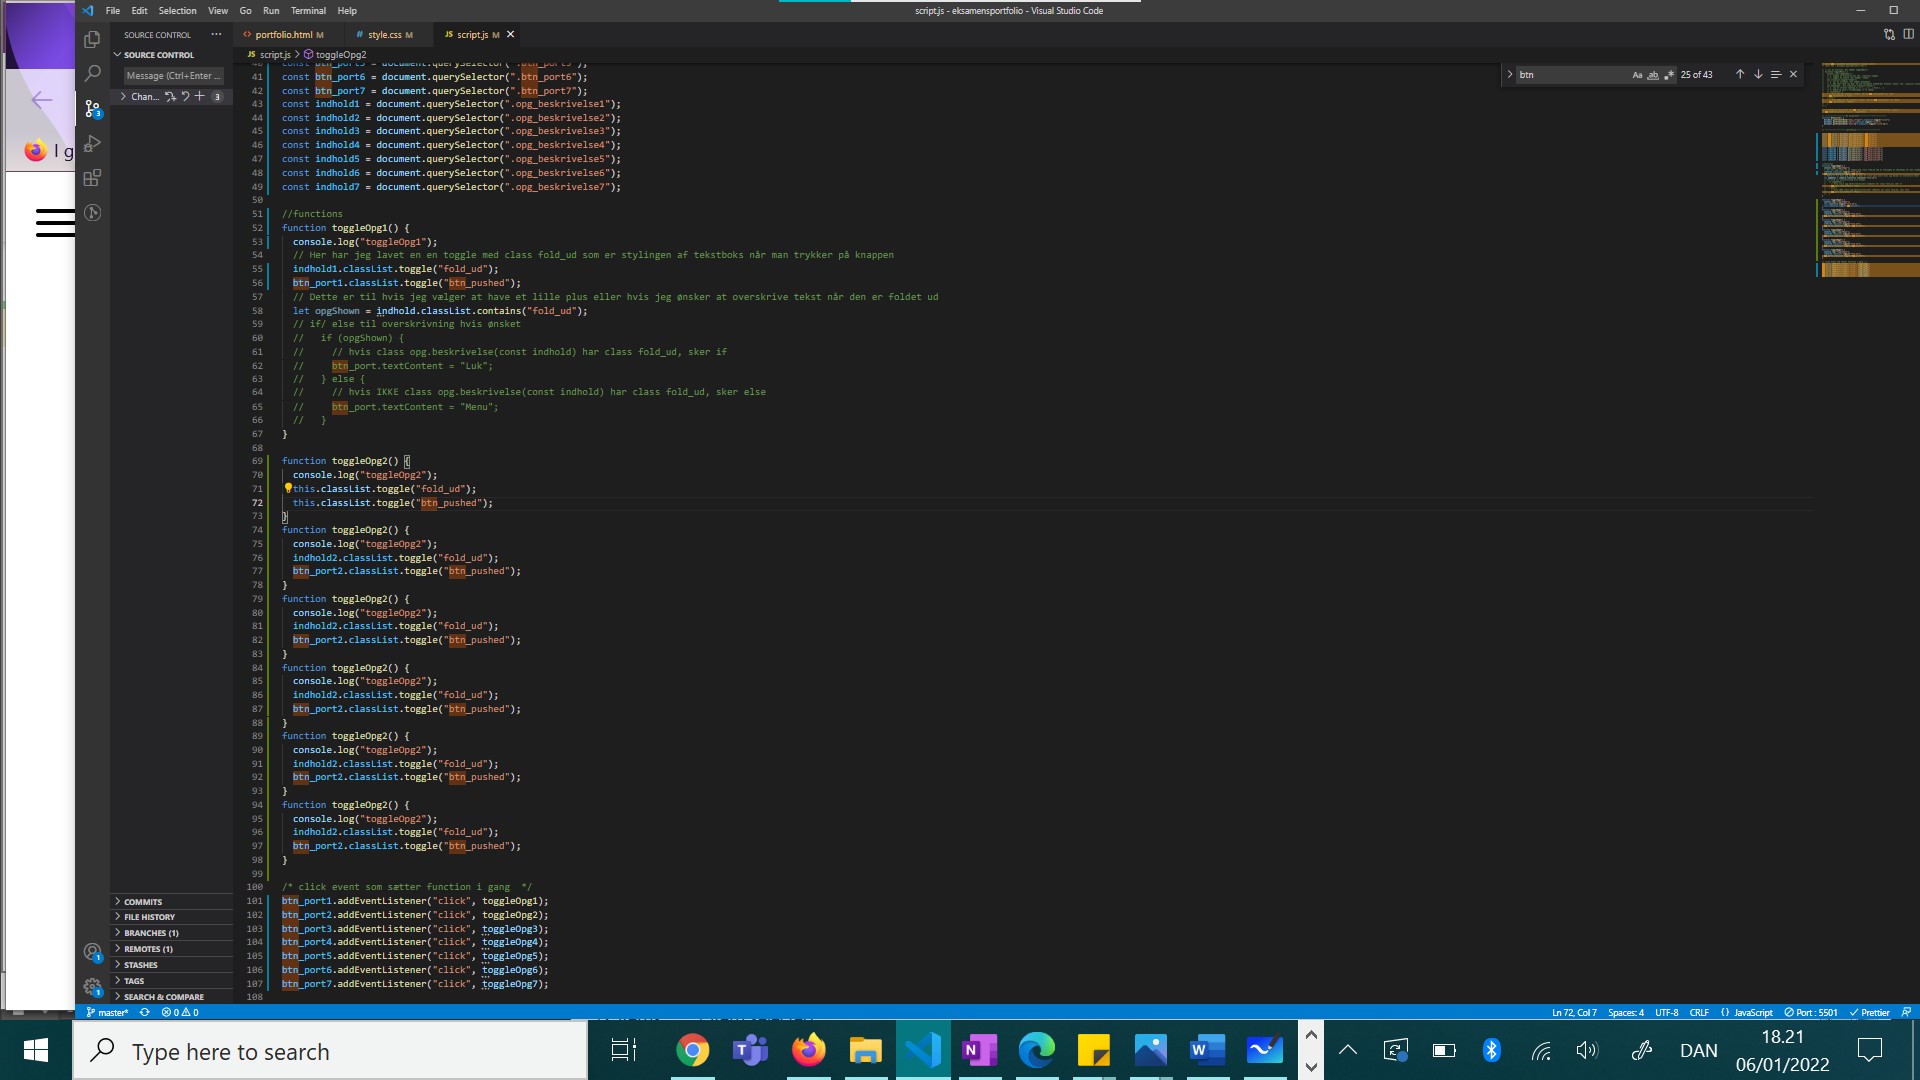 File Edit Selection View Go Run Terminal Help
script.js - eksamensportfolio - Visual Studio Code
SOURCE CONTROL ···
portfolio.html M
style.css M
JS script.js M
SOURCE CONTROL
JS script.js > toggleOpg2
Message (Ctrl+Enter ...
Chan... 3
btn
Aa ab 25 of 43
I g
41 const btn_port6 = document.querySelector(".btn_port6");
42 const btn_port7 = document.querySelector(".btn_port7");
43 const indhold1 = document.querySelector(".opg_beskrivelse1");
44 const indhold2 = document.querySelector(".opg_beskrivelse2");
45 const indhold3 = document.querySelector(".opg_beskrivelse3");
46 const indhold4 = document.querySelector(".opg_beskrivelse4");
47 const indhold5 = document.querySelector(".opg_beskrivelse5");
48 const indhold6 = document.querySelector(".opg_beskrivelse6");
49 const indhold7 = document.querySelector(".opg_beskrivelse7");
50
51 //functions
52 function toggleOpg1() {
53 console.log("toggleOpg1");
54 // Her har jeg lavet en en toggle med class fold_ud som er stylingen af tekstboks når man trykker på knappen
55 indhold1.classList.toggle("fold_ud");
56 btn_port1.classList.toggle("btn_pushed");
57 // Dette er til hvis jeg vælger at have et lille plus eller hvis jeg ønsker at overskrive tekst når den er foldet ud
58 let opgShown = indhold.classList.contains("fold_ud");
59 // if/ else til overskrivning hvis ønsket
60 // if (opgShown) {
61 // // hvis class opg.beskrivelse(const indhold) har class fold_ud, sker if
62 // btn_port.textContent = "Luk";
63 // } else {
64 // // hvis IKKE class opg.beskrivelse(const indhold) har class fold_ud, sker else
65 // btn_port.textContent = "Menu";
66 // }
67 }
68
69 function toggleOpg2() {
70 console.log("toggleOpg2");
71 this.classList.toggle("fold_ud");
72 this.classList.toggle("btn_pushed");
73 }
74 function toggleOpg2() {
75 console.log("toggleOpg2");
76 indhold2.classList.toggle("fold_ud");
77 btn_port2.classList.toggle("btn_pushed");
78 }
79 function toggleOpg2() {
80 console.log("toggleOpg2");
81 indhold2.classList.toggle("fold_ud");
82 btn_port2.classList.toggle("btn_pushed");
83 }
84 function toggleOpg2() {
85 console.log("toggleOpg2");
86 indhold2.classList.toggle("fold_ud");
87 btn_port2.classList.toggle("btn_pushed");
88 }
89 function toggleOpg2() {
90 console.log("toggleOpg2");
91 indhold2.classList.toggle("fold_ud");
92 btn_port2.classList.toggle("btn_pushed");
93 }
94 function toggleOpg2() {
95 console.log("toggleOpg2");
96 indhold2.classList.toggle("fold_ud");
97 btn_port2.classList.toggle("btn_pushed");
98 }
99
100 /* click event som sætter function i gang */
101 btn_port1.addEventListener("click", toggleOpg1);
102 btn_port2.addEventListener("click", toggleOpg2);
103 btn_port3.addEventListener("click", toggleOpg3);
104 btn_port4.addEventListener("click", toggleOpg4);
105 btn_port5.addEventListener("click", toggleOpg5);
106 btn_port6.addEventListener("click", toggleOpg6);
107 btn_port7.addEventListener("click", toggleOpg7);
108
COMMITS
FILE HISTORY
BRANCHES (1)
REMOTES (1)
STASHES
TAGS
SEARCH & COMPARE
master* 0 0
Ln 72, Col 7 Spaces: 4 UTF-8 CRLF {} JavaScript Port : 5501 Prettier
Type here to search
DAN
18.21
06/01/2022